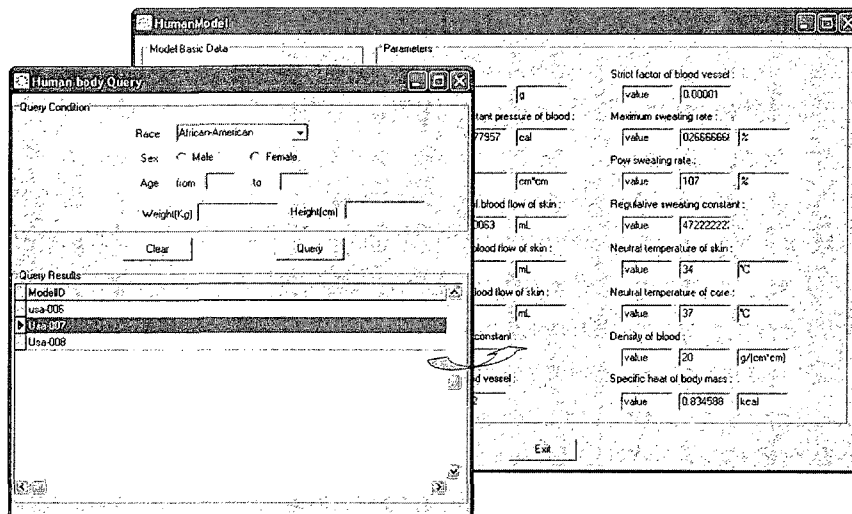 HumanModel
Model Basic Data
Parameters
g
tant pressure of blood :
77957 cal
cm*cm
f blood flow of skin :
0063 mL
blood flow of skin :
mL
blood flow of skin :
mL
constant :
d vessel :
2
Strict factor of blood vessel :
value 0.00001
Maximum sweating rate :
value 02666666 %
Pow sweating rate :
value 107 %
Regulative sweating constant :
value 47222222
Neutral temperature of skin :
value 34 °C
Neutral temperature of core :
value 37 °C
Density of blood :
value 20 g/(cm*cm)
Specific heat of body mass :
value 0.834588 kcal
Exit
Human body Query
Query Condition
Race African-American
Sex Male Female
Age from to
Weight(Kg) Height(cm)
Clear Query
Query Results
ModelID
usa-006
Usa-007
Usa-008